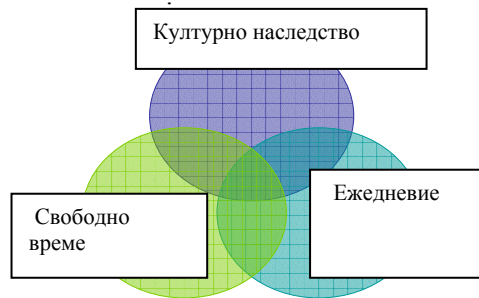 Културно наследство
Свободно
време
Ежедневие